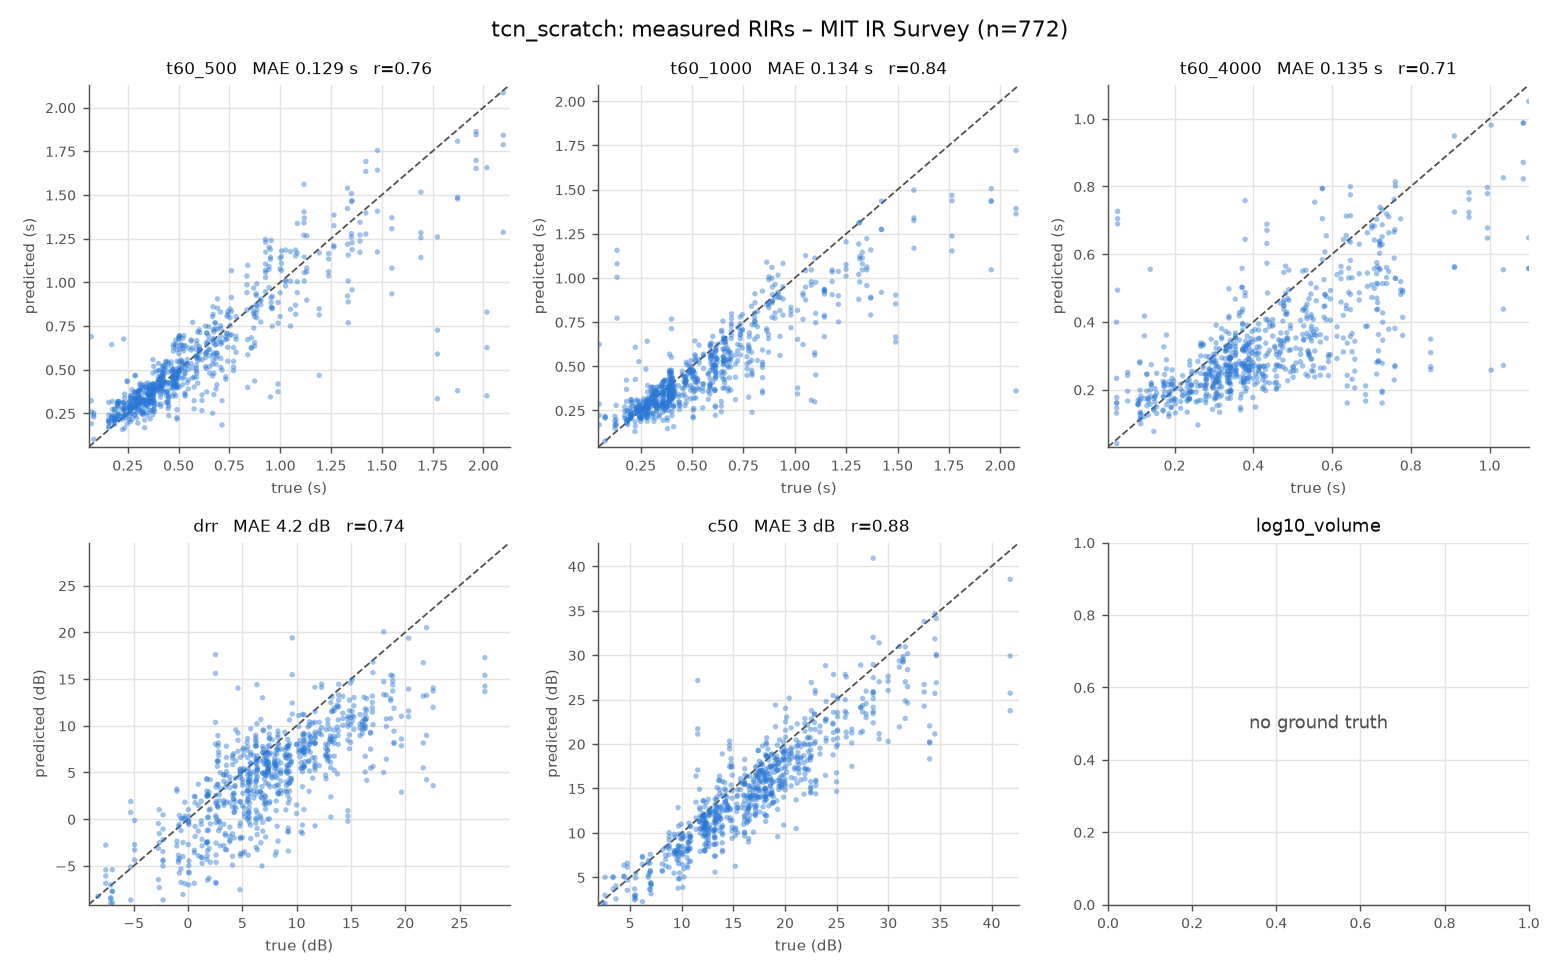 tcn_scratch: measured RIRs – MIT IR Survey (n=772)
t60_500   MAE 0.129 s   r=0.76
2.00
1.75
1.50
1.25
1.00
0.75
0.50
0.25
predicted (s)
0.25 0.50 0.75 1.00 1.25 1.50 1.75 2.00
true (s)
t60_1000   MAE 0.134 s   r=0.84
2.00
1.75
1.50
1.25
1.00
0.75
0.50
0.25
predicted (s)
0.25 0.50 0.75 1.00 1.25 1.50 1.75 2.00
true (s)
t60_4000   MAE 0.135 s   r=0.71
1.0
0.8
0.6
0.4
0.2
predicted (s)
0.2 0.4 0.6 0.8 1.0
true (s)
drr   MAE 4.2 dB   r=0.74
25
20
15
10
5
0
−5
predicted (dB)
−5 0 5 10 15 20 25
true (dB)
c50   MAE 3 dB   r=0.88
40
35
30
25
20
15
10
5
predicted (dB)
5 10 15 20 25 30 35 40
true (dB)
log10_volume
1.0
0.8
0.6
0.4
0.2
0.0
no ground truth
0.0 0.2 0.4 0.6 0.8 1.0